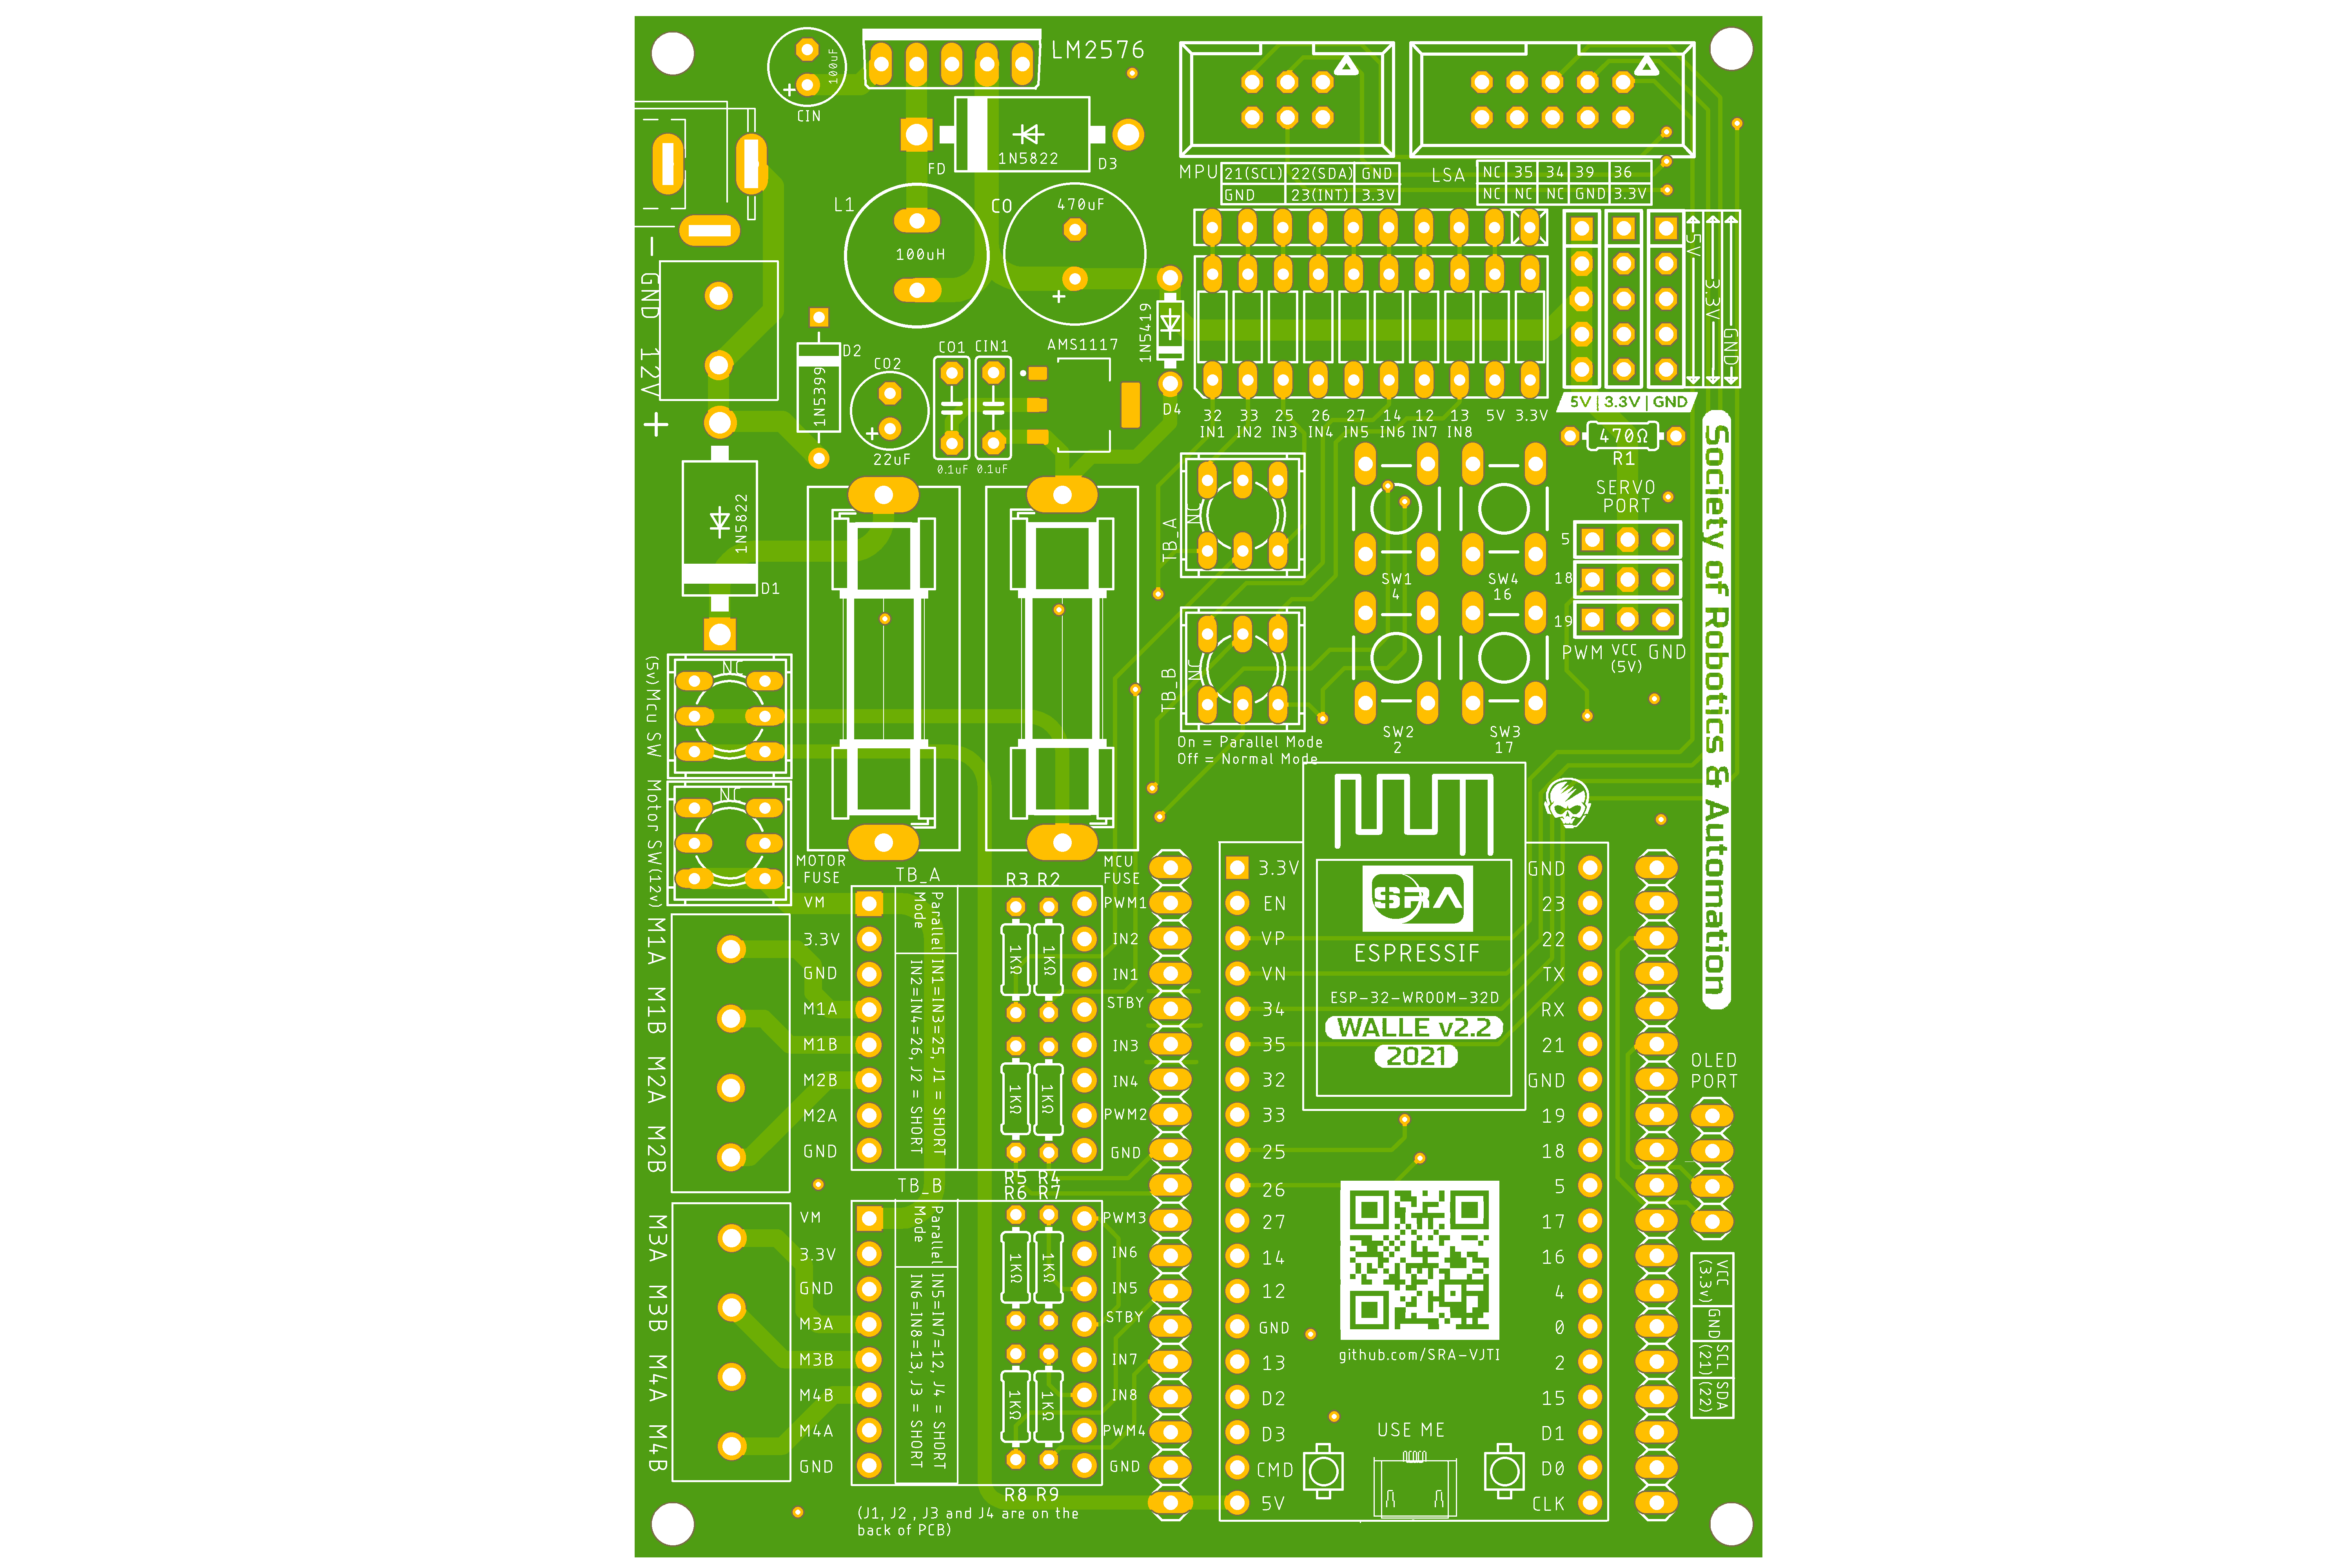 LM2576
100uF
CIN
1N5822
FD
D3
MPU
21(SCL) 22(SDA) GND
GND 23(INT) 3.3V
LSA
NC 35 34 39 36
NC NC NC GND 3.3V
L1
100uH
CO
470uF
5V
3.3V
GND
- GND 12V +
D2
1N5399
CO2
22uF
CO1
0.1uF
CIN1
0.1uF
AMS1117
1N5419
D4
32 33 25 26 27 14 12 13 5V 3.3V
IN1 IN2 IN3 IN4 IN5 IN6 IN7 IN8
5V | 3.3V | GND
470Ω
R1
1N5822
D1
TB_A
NC
SW1
4
SW4
16
SERVO
PORT
5
18
19
PWM VCC GND
(5V)
Society of Robotics & Automation
TB_B
NC
On = Parallel Mode
Off = Normal Mode
SW2
2
SW3
17
NC
(5v)Mcu SW
NC
Motor SW(12v)
MOTOR
FUSE
MCU
FUSE
M1A M1B M2A M2B
TB_A
R3 R2
VM
3.3V
GND
M1A
M1B
M2B
M2A
GND
Parallel
Mode
IN1=IN3=25, J1 = SHORT
IN2=IN4=26, J2 = SHORT
1KΩ
1KΩ
1KΩ
1KΩ
PWM1
IN2
IN1
STBY
IN3
IN4
PWM2
GND
R5 R4
M3A M3B M4A M4B
TB_B
R6 R7
VM
3.3V
GND
M3A
M3B
M4B
M4A
GND
Parallel
Mode
IN5=IN7=12, J4 = SHORT
IN6=IN8=13, J3 = SHORT
1KΩ
1KΩ
1KΩ
1KΩ
PWM3
IN6
IN5
STBY
IN7
IN8
PWM4
GND
R8 R9
(J1, J2 , J3 and J4 are on the
back of PCB)
3.3V
EN
VP
VN
34
35
32
33
25
26
27
14
12
GND
13
D2
D3
CMD
5V
SRA
ESPRESSIF
ESP-32-WROOM-32D
WALLE v2.2
2021
github.com/SRA-VJTI
USE ME
GND
23
22
TX
RX
21
GND
19
18
5
17
16
4
0
2
15
D1
D0
CLK
OLED
PORT
VCC
(3.3v)
GND
SCL
(21)
SDA
(22)